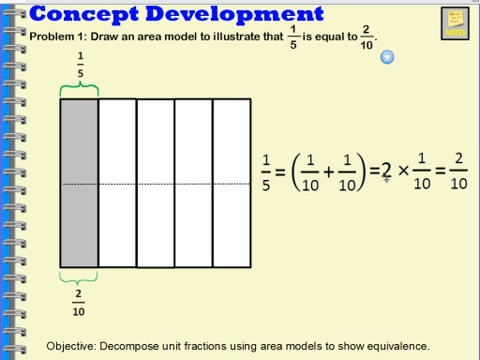 Concept Development
Problem 1: Draw an area model to illustrate that 1/5 is equal to 2/10.
1/5
1/5 = (1/10 + 1/10) = 2 × 1/10 = 2/10
2/10
Objective: Decompose unit fractions using area models to show equivalence.